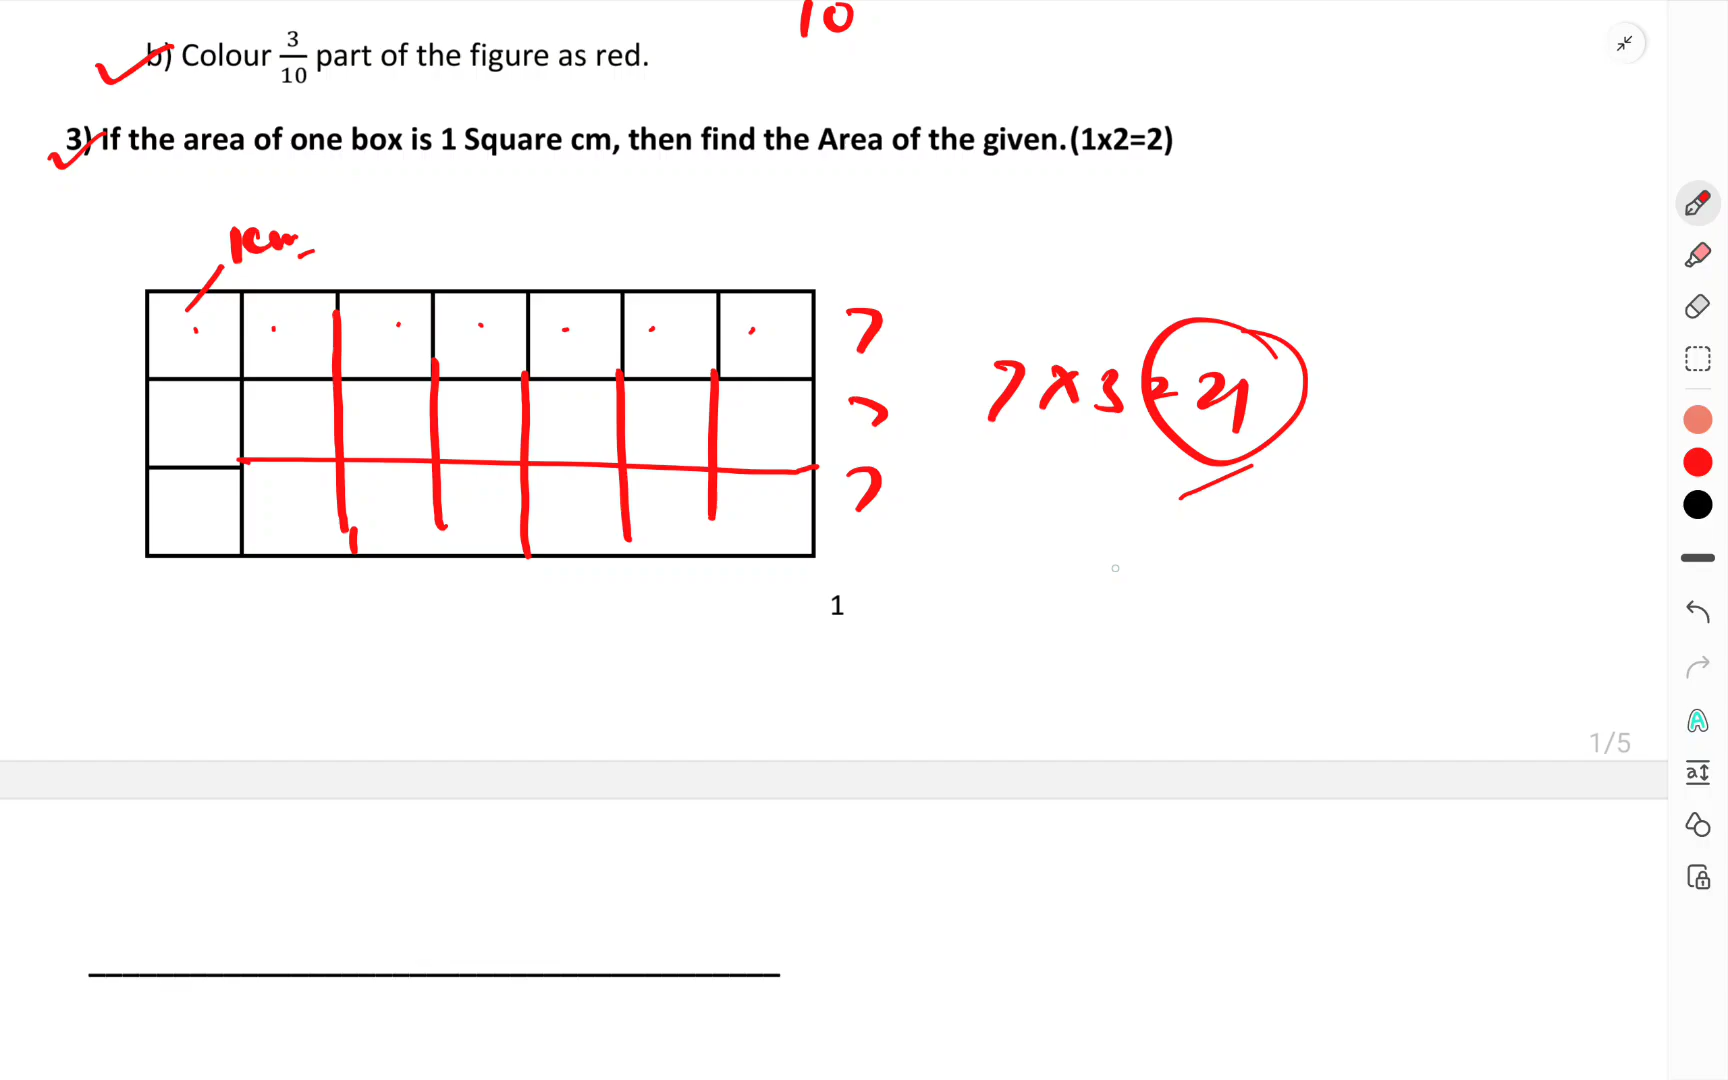 10
b) Colour 3/10 part of the figure as red.
3) If the area of one box is 1 Square cm, then find the Area of the given.(1x2=2)
1cm
7
7
7
7 x 3 = 21
1
1/5